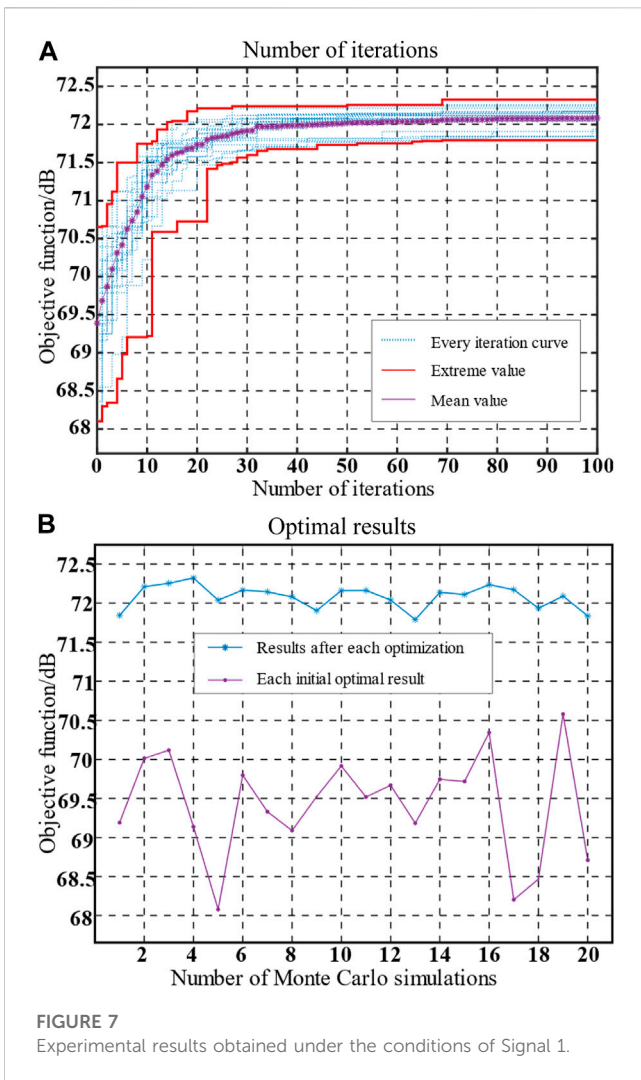 A
Number of iterations
72.5
72
71.5
71
70.5
70
69.5
69
68.5
68
Objective function/dB
Every iteration curve
Extreme value
Mean value
0 10 20 30 40 50 60 70 80 90 100
Number of iterations
B
Optimal results
72.5
72
71.5
71
70.5
70
69.5
69
68.5
68
Objective function/dB
Results after each optimization
Each initial optimal result
2 4 6 8 10 12 14 16 18 20
Number of Monte Carlo simulations
FIGURE 7
Experimental results obtained under the conditions of Signal 1.